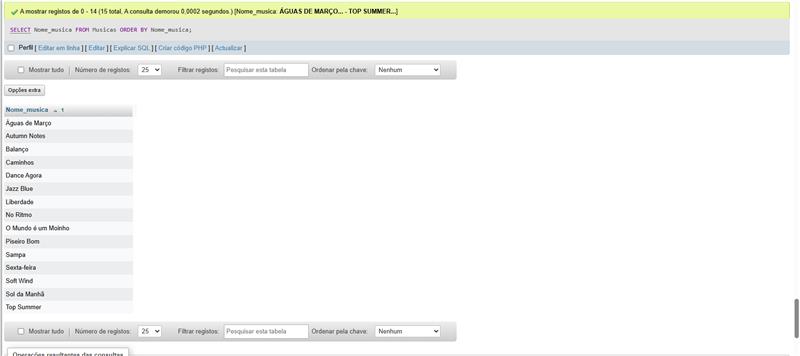 A mostrar registos de 0 - 14 (15 total, A consulta demorou 0,0002 segundos.) [Nome_musica: ÁGUAS DE MARÇO... - TOP SUMMER...]
SELECT Nome_musica FROM Musicas ORDER BY Nome_musica;
Perfil [ Editar em linha ] [ Editar ] [ Explicar SQL ] [ Criar código PHP ] [ Actualizar ]
Mostrar tudo | Número de registos: 25 Filtrar registos: Pesquisar esta tabela Ordenar pela chave: Nenhum
Opções extra
Nome_musica 1
Águas de Março
Autumn Notes
Balanço
Caminhos
Dance Agora
Jazz Blue
Liberdade
No Ritmo
O Mundo é um Moinho
Piseiro Bom
Sampa
Sexta-feira
Soft Wind
Sol da Manhã
Top Summer
Mostrar tudo | Número de registos: 25 Filtrar registos: Pesquisar esta tabela Ordenar pela chave: Nenhum
Operações resultantes das consultas